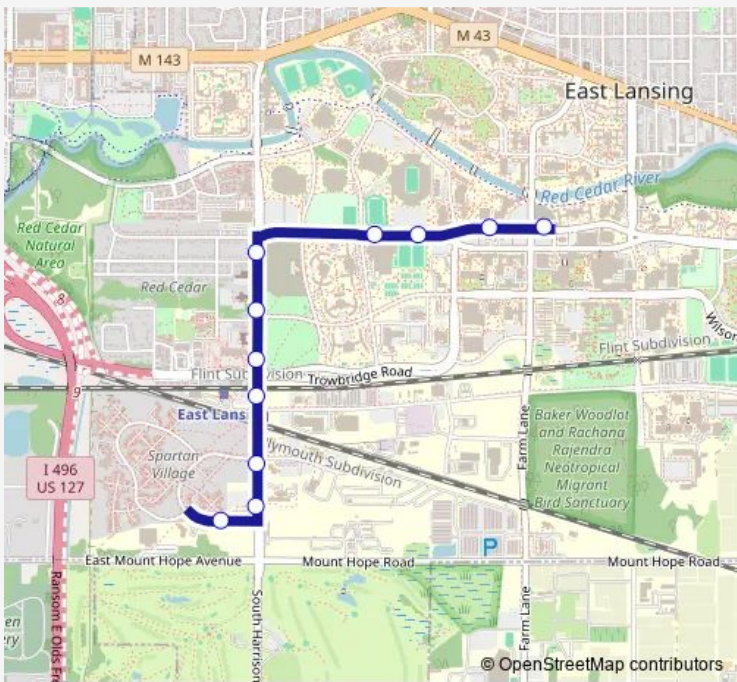 M 143
M 43
East Lansing
Red Cedar River
Red Cedar
Natural
Area
Red Cedar
8
Wilson
Flint Subdivision
Flint Subdivision
Trowbridge Road
9
East Lans
Spartan
Village
Plymouth Subdivision
Farm Lane
Baker Woodlot
and Rachana
Rajendra
Neotropical
Migrant
Bird Sanctuary
I 496
US 127
P
East Mount Hope Avenue
Mount Hope Road
Mount Hope Road
Ransom E Olds Fre
South Harrison
Farm Lane
© OpenStreetMap contributors